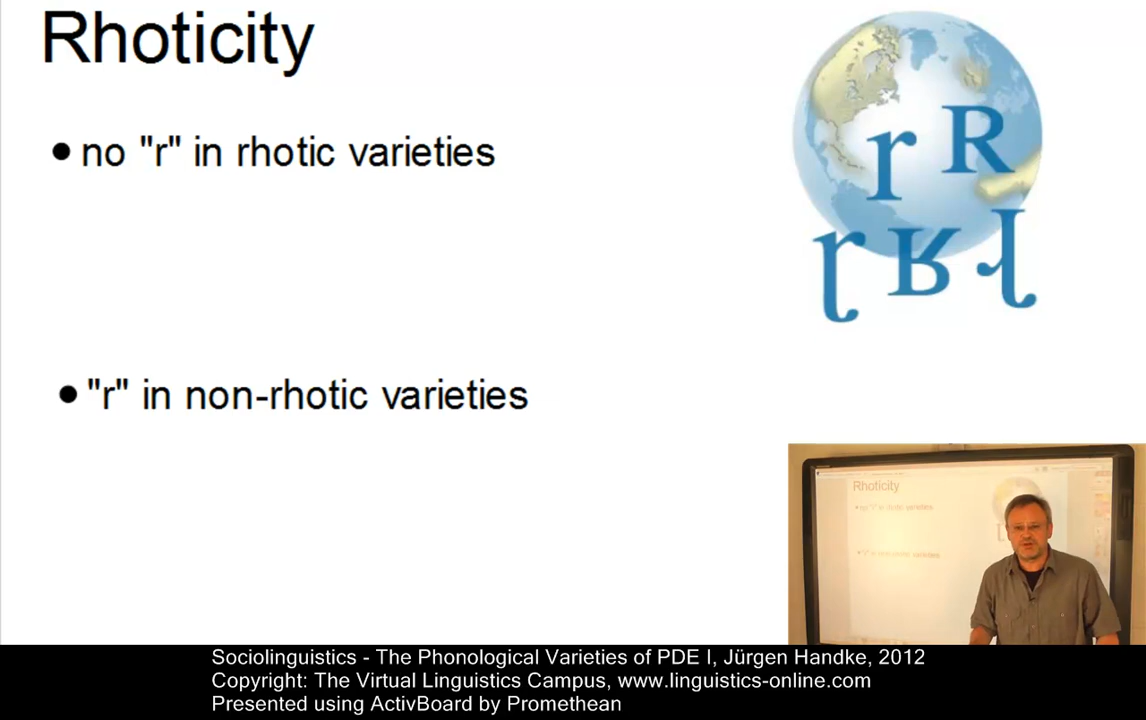 Rhoticity
• no "r" in rhotic varieties
r R
• "r" in non-rhotic varieties
Rhoticity
Sociolinguistics - The Phonological Varieties of PDE I, Jürgen Handke, 2012
Copyright: The Virtual Linguistics Campus, www.linguistics-online.com
Presented using ActivBoard by Promethean